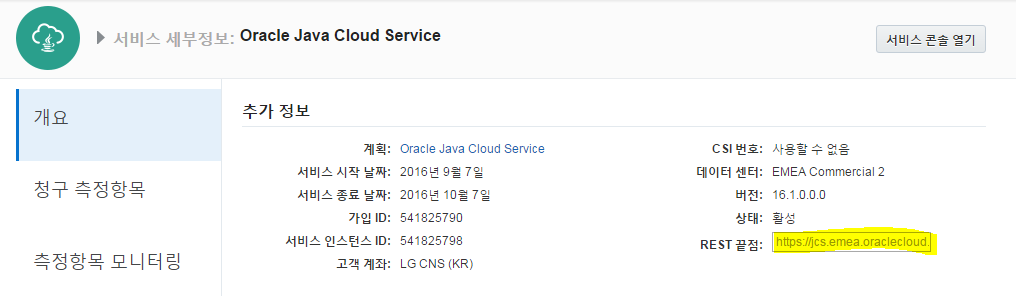 서비스 세부정보: Oracle Java Cloud Service
서비스 콘솔 열기
개요
청구 측정항목
측정항목 모니터링
추가 정보
계획: Oracle Java Cloud Service
서비스 시작 날짜: 2016년 9월 7일
서비스 종료 날짜: 2016년 10월 7일
가입 ID: 541825790
서비스 인스턴스 ID: 541825798
고객 계좌: LG CNS (KR)
CSI 번호: 사용할 수 없음
데이터 센터: EMEA Commercial 2
버전: 16.1.0.0.0
상태: 활성
REST 끝점: https://jcs.emea.oraclecloud.